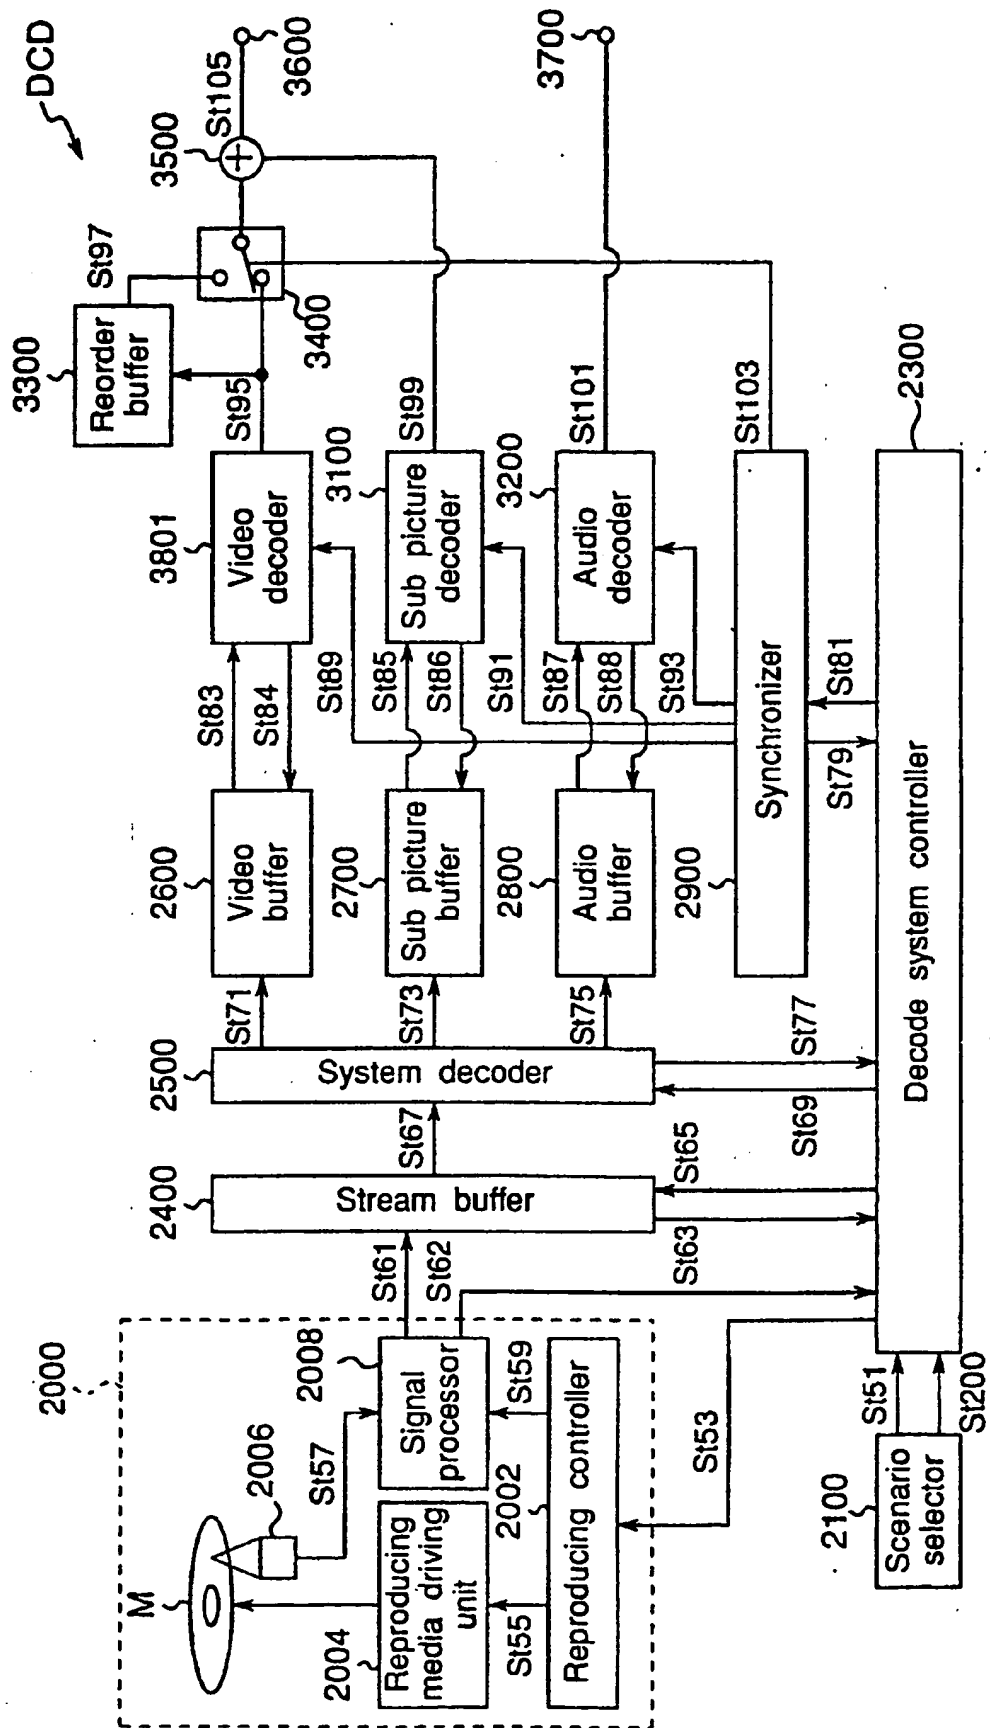 DCD
3500
St105
3600
3700
3300
Reorder
buffer
St97
3400
St95
3801
Video
decoder
3100
Sub picture
decoder
St99
3200
Audio
decoder
St101
St103
2300
St83
St84
St89
St85
St86
St91
St87
St88
St93
St81
St79
2600
Video
buffer
2700
Sub picture
buffer
2800
Audio
buffer
2900
Synchronizer
Decode system controller
St71
St73
St75
2500
System decoder
St77
St69
St67
2400
Stream buffer
St65
St63
St61
St62
2000
2008
Signal
processor
St59
2006
St57
M
2004
Reproducing
media driving
unit
2002
St55
Reproducing controller
St53
St51
St200
2100
Scenario
selector